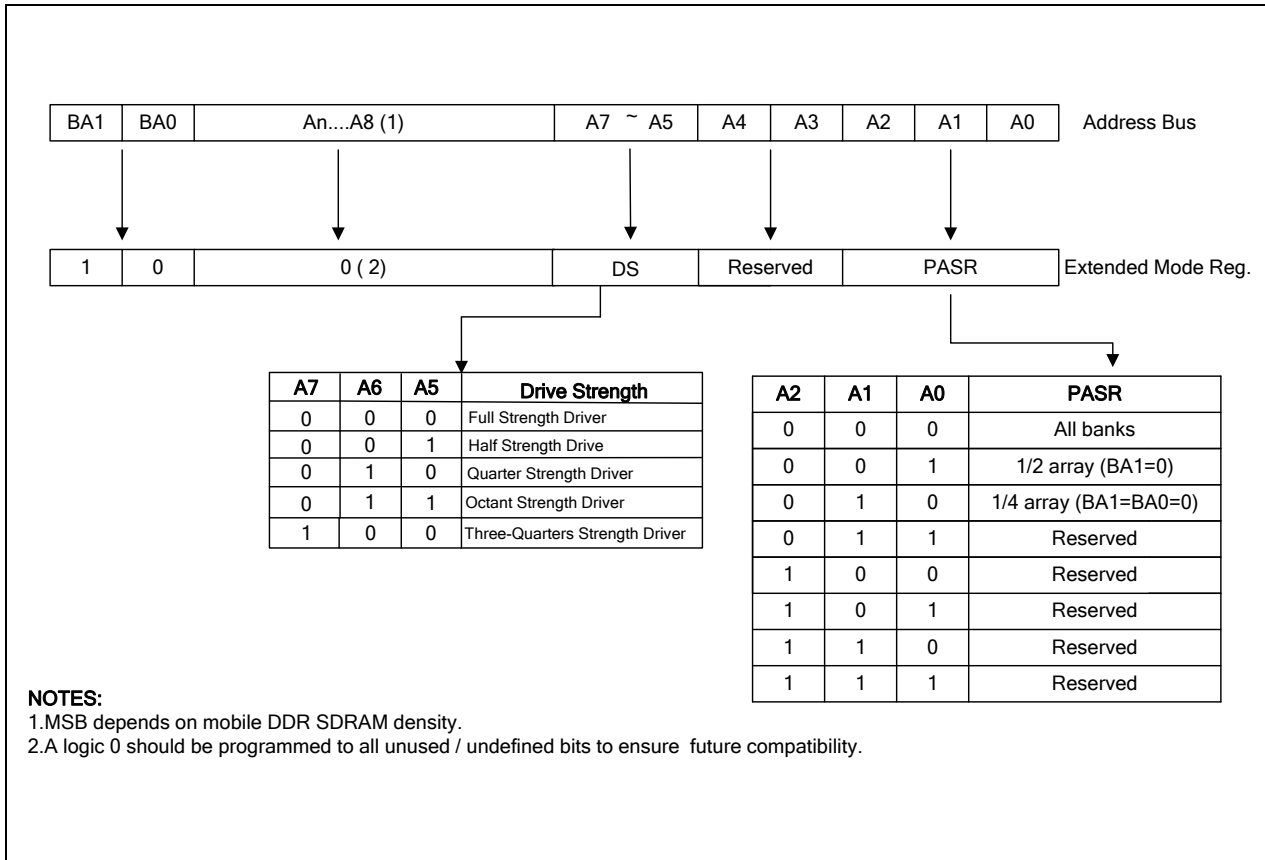 BA1 BA0 An....A8 (1) A7 ~ A5 A4 A3 A2 A1 A0 Address Bus
1 0 0 ( 2) DS Reserved PASR Extended Mode Reg.
A7 A6 A5 Drive Strength
0 0 0 Full Strength Driver
0 0 1 Half Strength Drive
0 1 0 Quarter Strength Driver
0 1 1 Octant Strength Driver
1 0 0 Three-Quarters Strength Driver
A2 A1 A0 PASR
0 0 0 All banks
0 0 1 1/2 array (BA1=0)
0 1 0 1/4 array (BA1=BA0=0)
0 1 1 Reserved
1 0 0 Reserved
1 0 1 Reserved
1 1 0 Reserved
1 1 1 Reserved
NOTES:
1.MSB depends on mobile DDR SDRAM density.
2.A logic 0 should be programmed to all unused / undefined bits to ensure future compatibility.